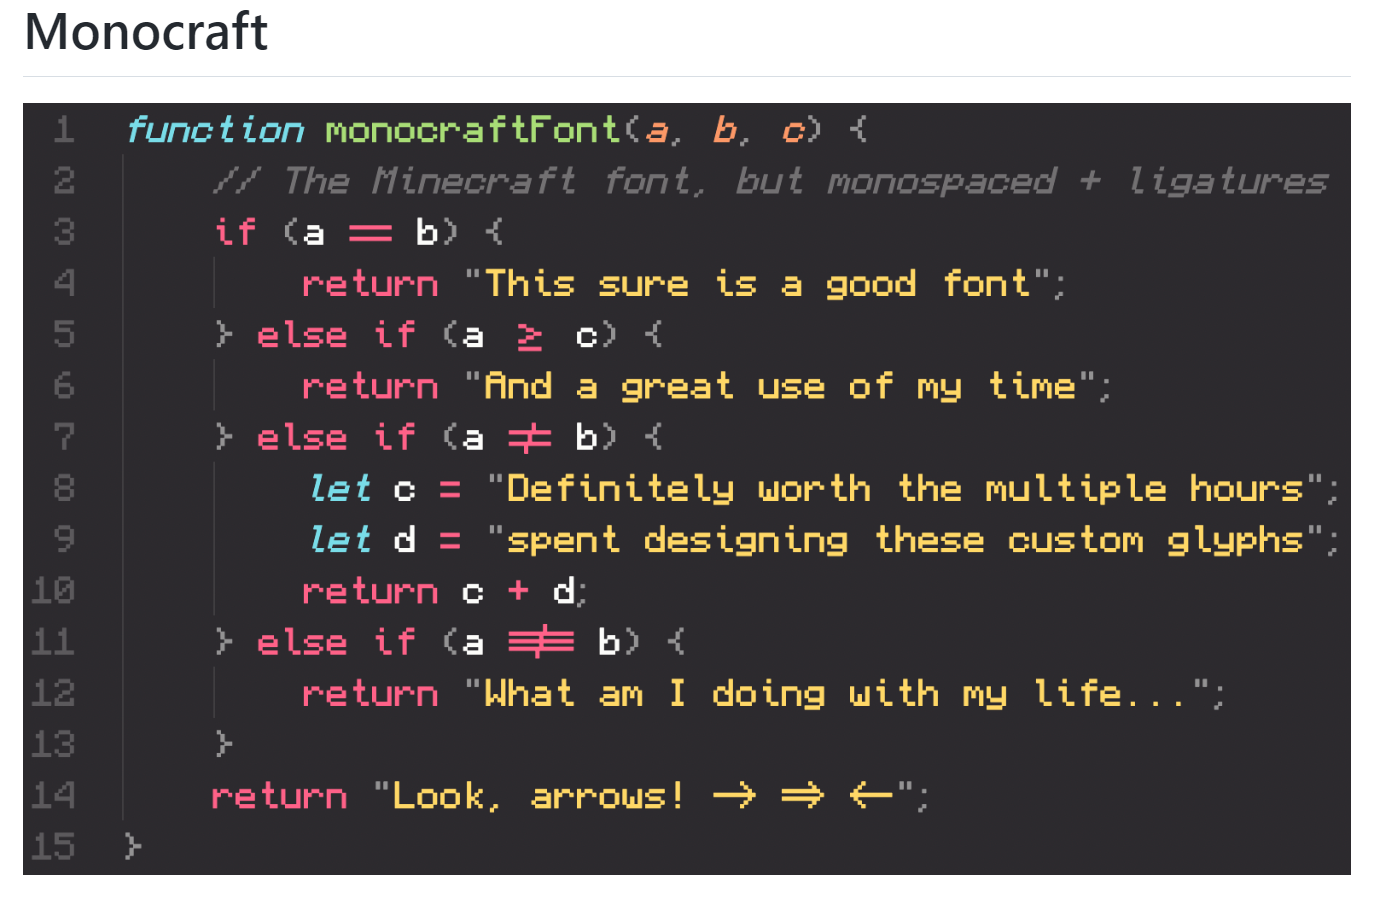 Monocraft
1 function monocraftFont(a, b, c) {
2 // The Minecraft font, but monospaced + ligatures
3 if (a == b) {
4 return "This sure is a good font";
5 } else if (a ≥ c) {
6 return "And a great use of my time";
7 } else if (a ≠ b) {
8 let c = "Definitely worth the multiple hours";
9 let d = "spent designing these custom glyphs";
10 return c + d;
11 } else if (a ≢ b) {
12 return "What am I doing with my life...";
13 }
14 return "Look, arrows! → ⇒ ←";
15 }